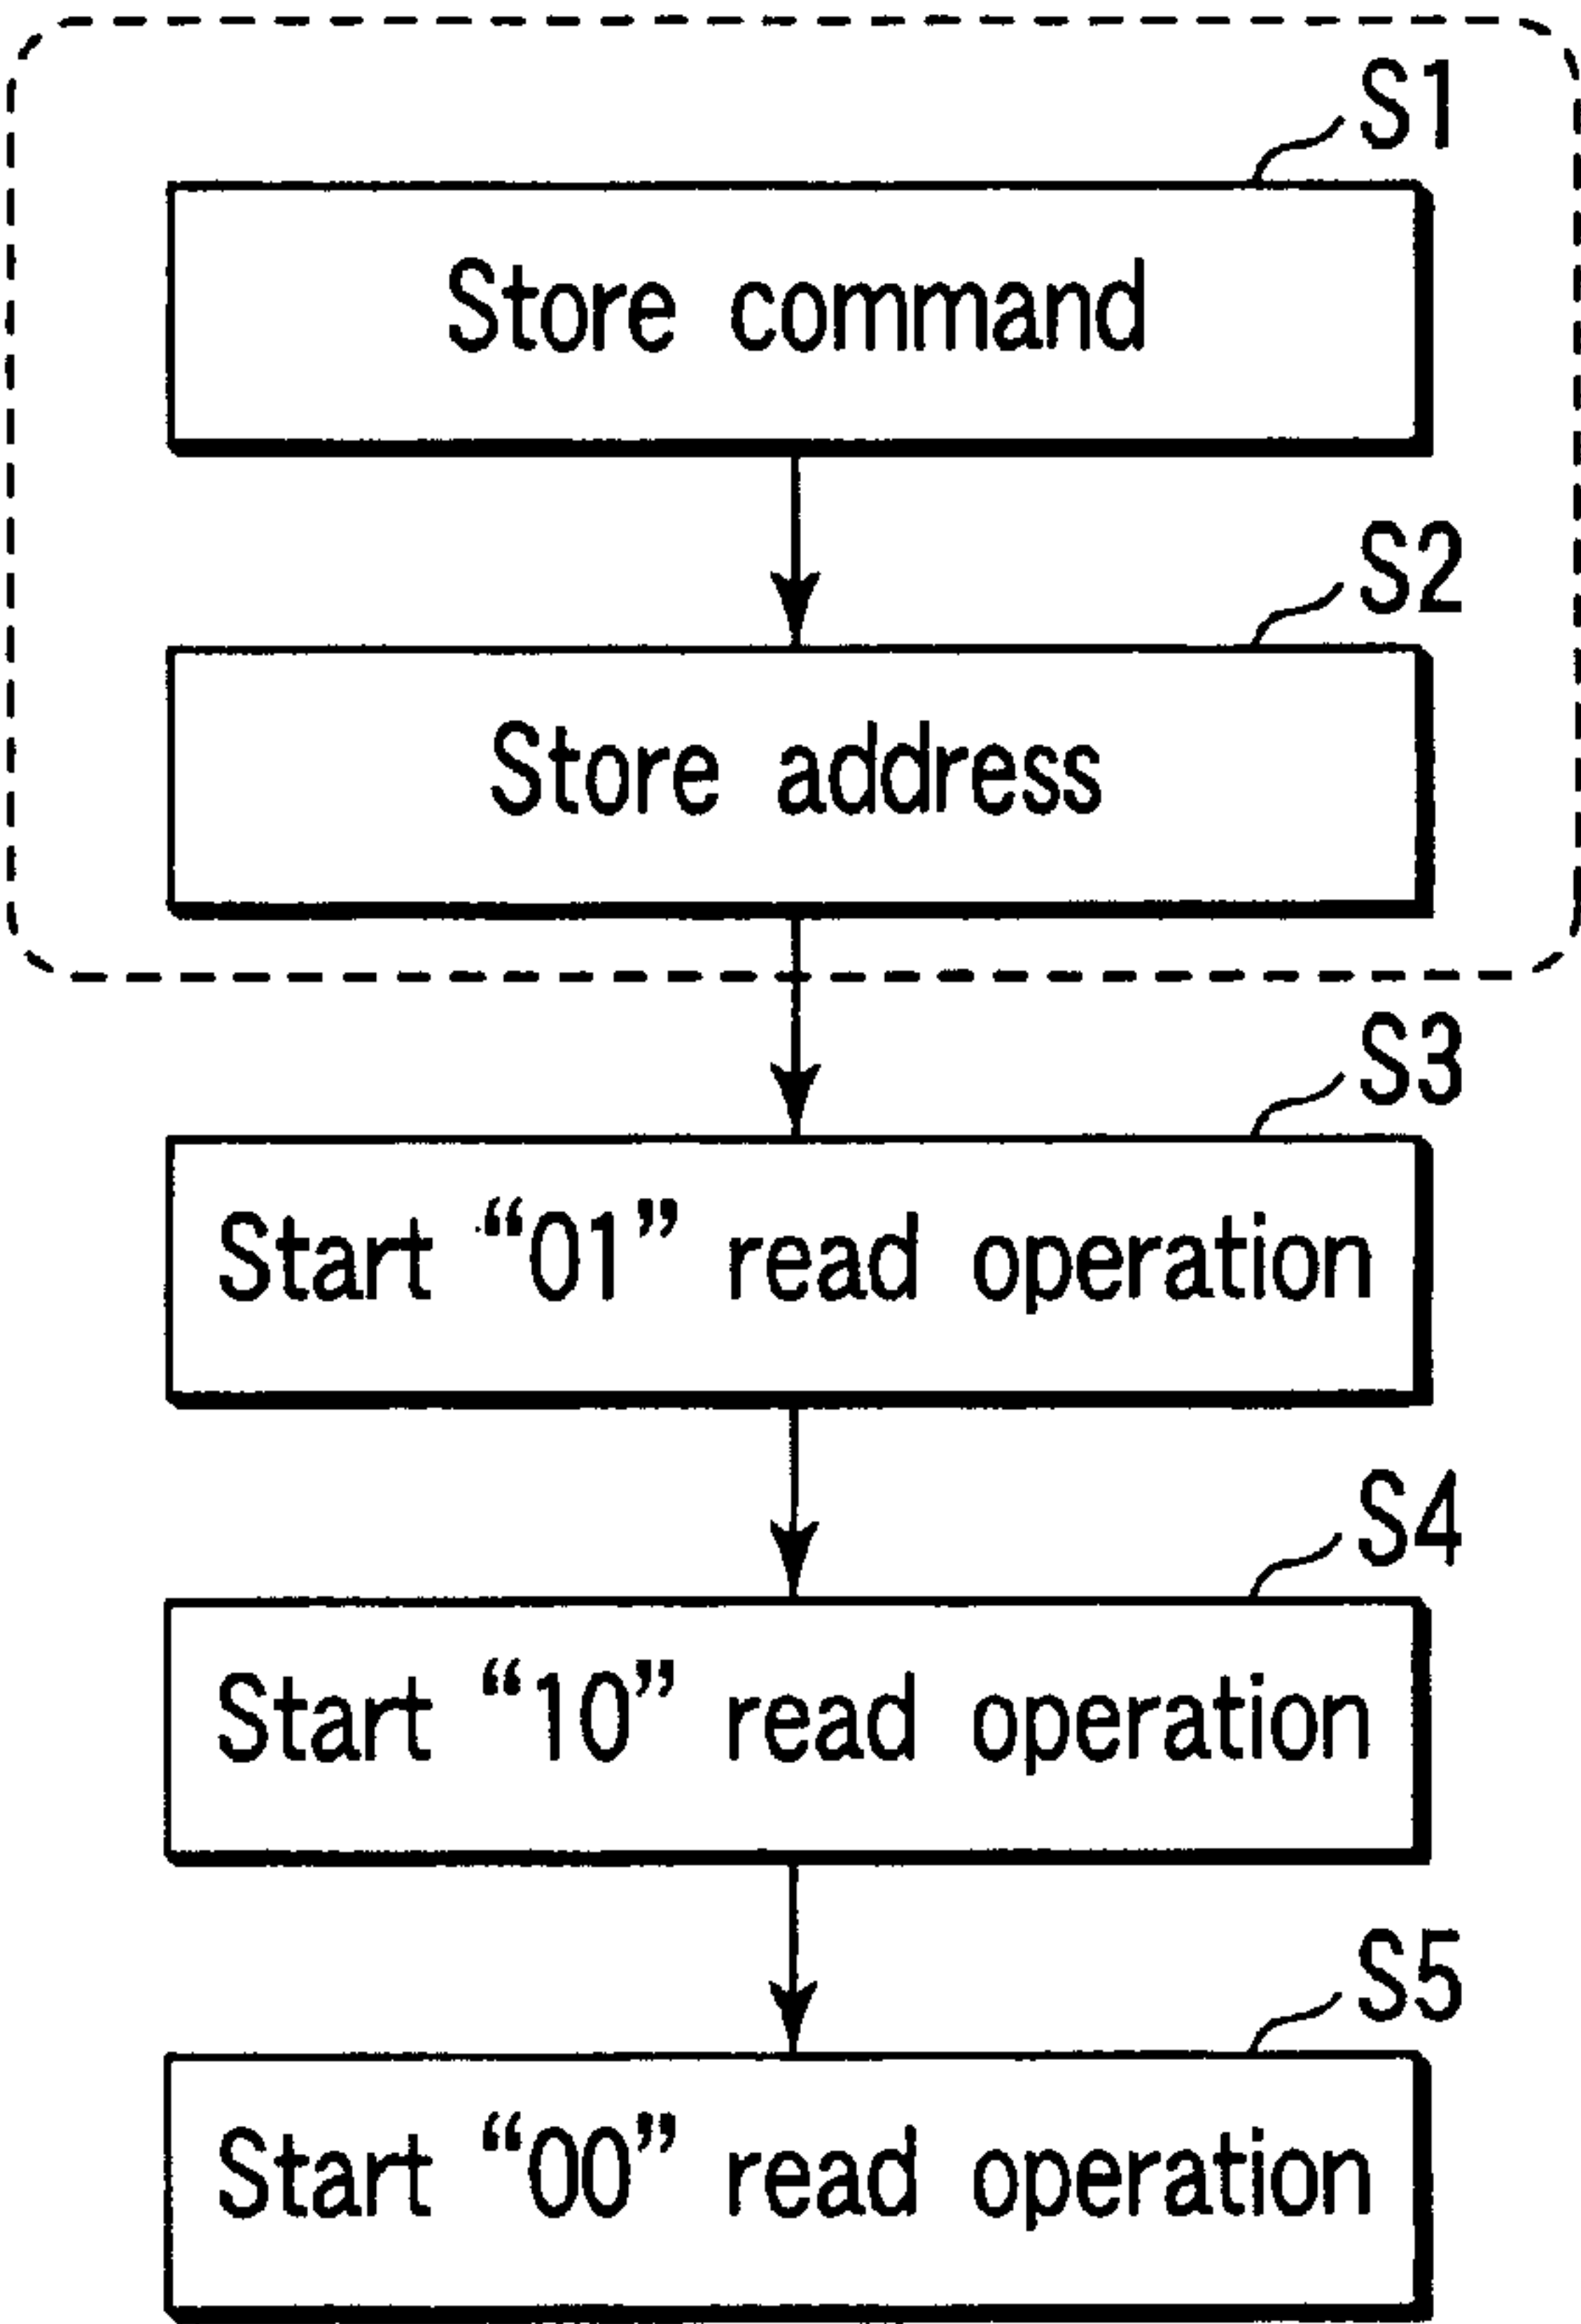 S1
Store command
S2
Store address
S3
Start “01” read operation
S4
Start “10” read operation
S5
Start “00” read operation